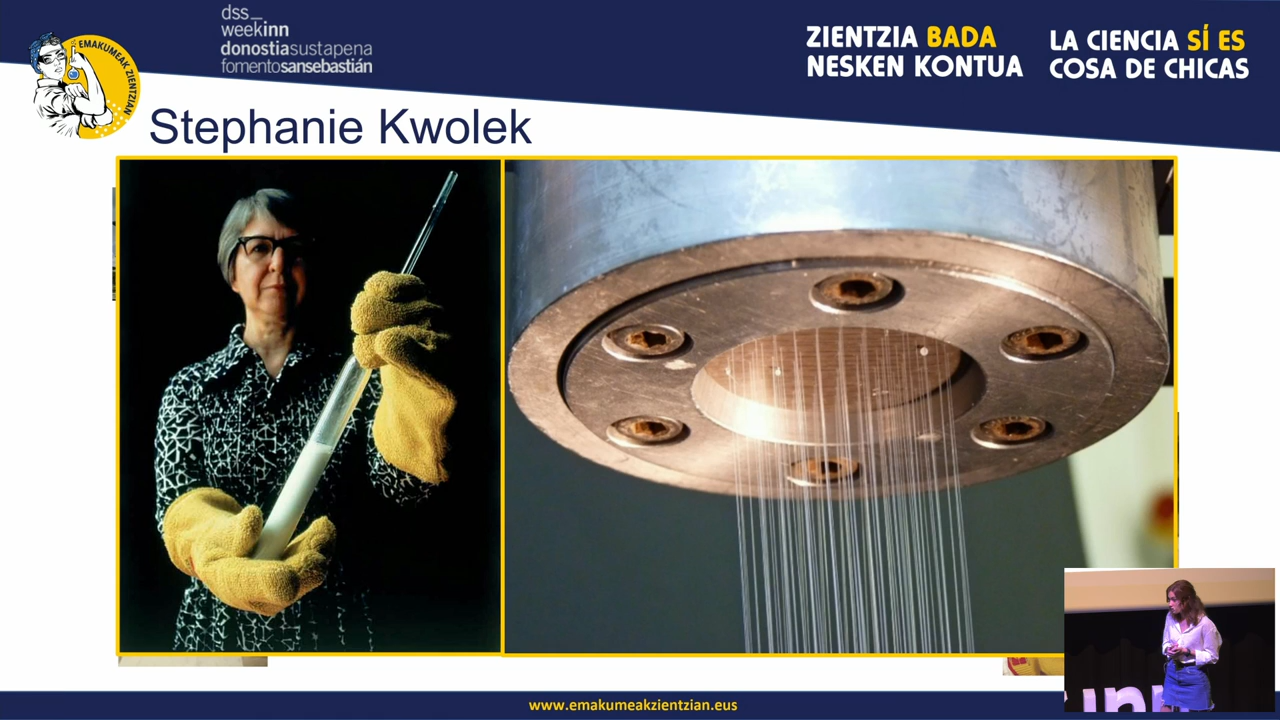 dss_
weekinn
donostiasustapena
fomentosansebastián
EMAKUMEAK ZIENTZIAN
ZIENTZIA BADA
NESKEN KONTUA
LA CIENCIA SÍ ES
COSA DE CHICAS
Stephanie Kwolek
www.emakumeakzientzian.eus